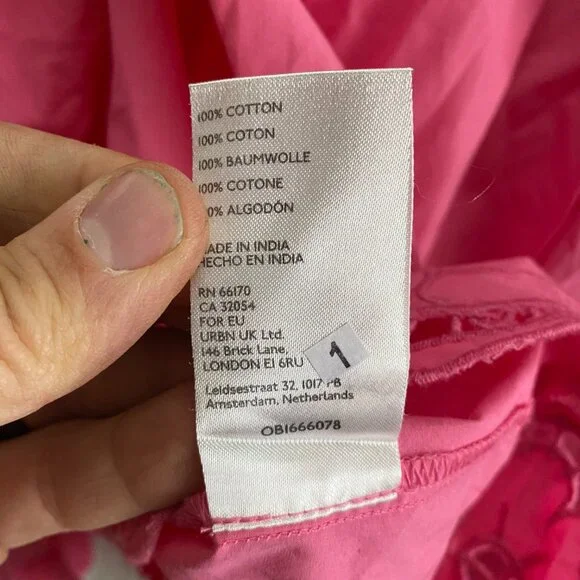 100% COTTON
100% COTON
100% BAUMWOLLE
100% COTONE
0% ALGODÓN
ADE IN INDIA
HECHO EN INDIA
RN 66170
CA 32054
FOR EU
URBN UK Ltd.
146 Brick Lane,
LONDON E1 6RU
1
Leidsestraat 32, 1017 PB
Amsterdam, Netherlands
OB1666078